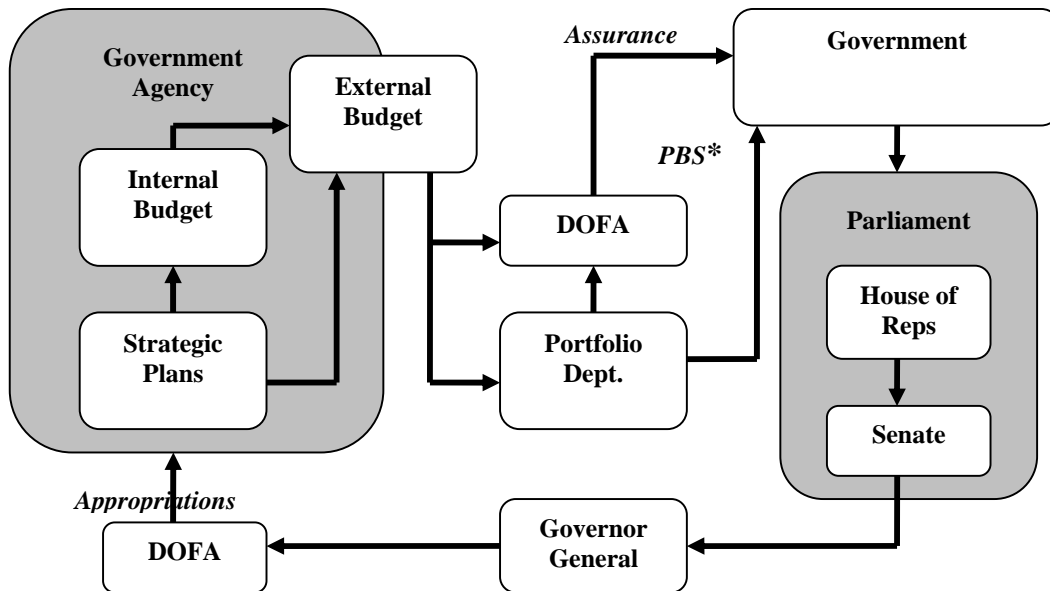 Government
Agency
External
Budget
Internal
Budget
Strategic
Plans
Assurance
Government
PBS*
DOFA
Portfolio
Dept.
Parliament
House of
Reps
Senate
Appropriations
DOFA
Governor
General